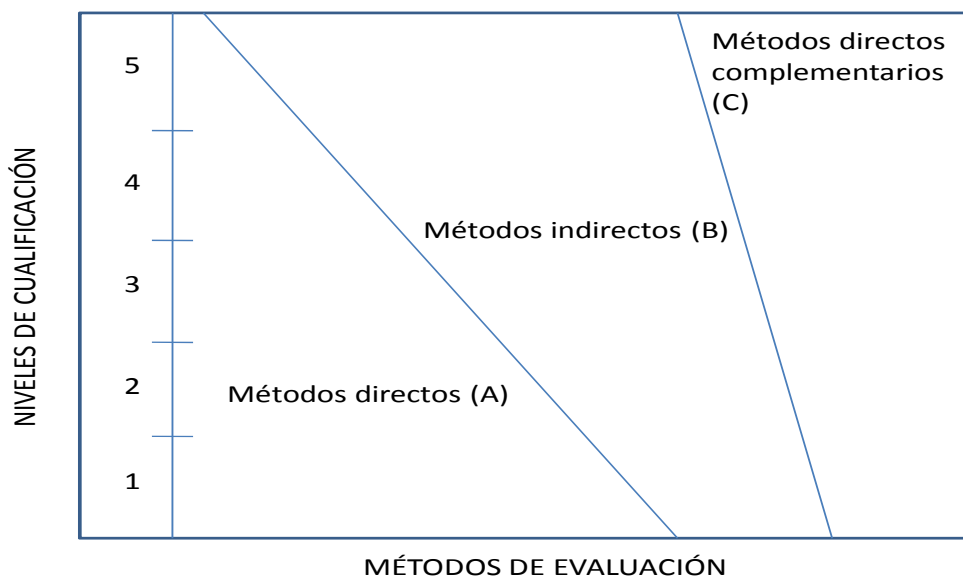 Métodos directos
complementarios
(C)
5
4
Métodos indirectos (B)
3
2
Métodos directos (A)
1
NIVELES DE CUALIFICACIÓN
MÉTODOS DE EVALUACIÓN